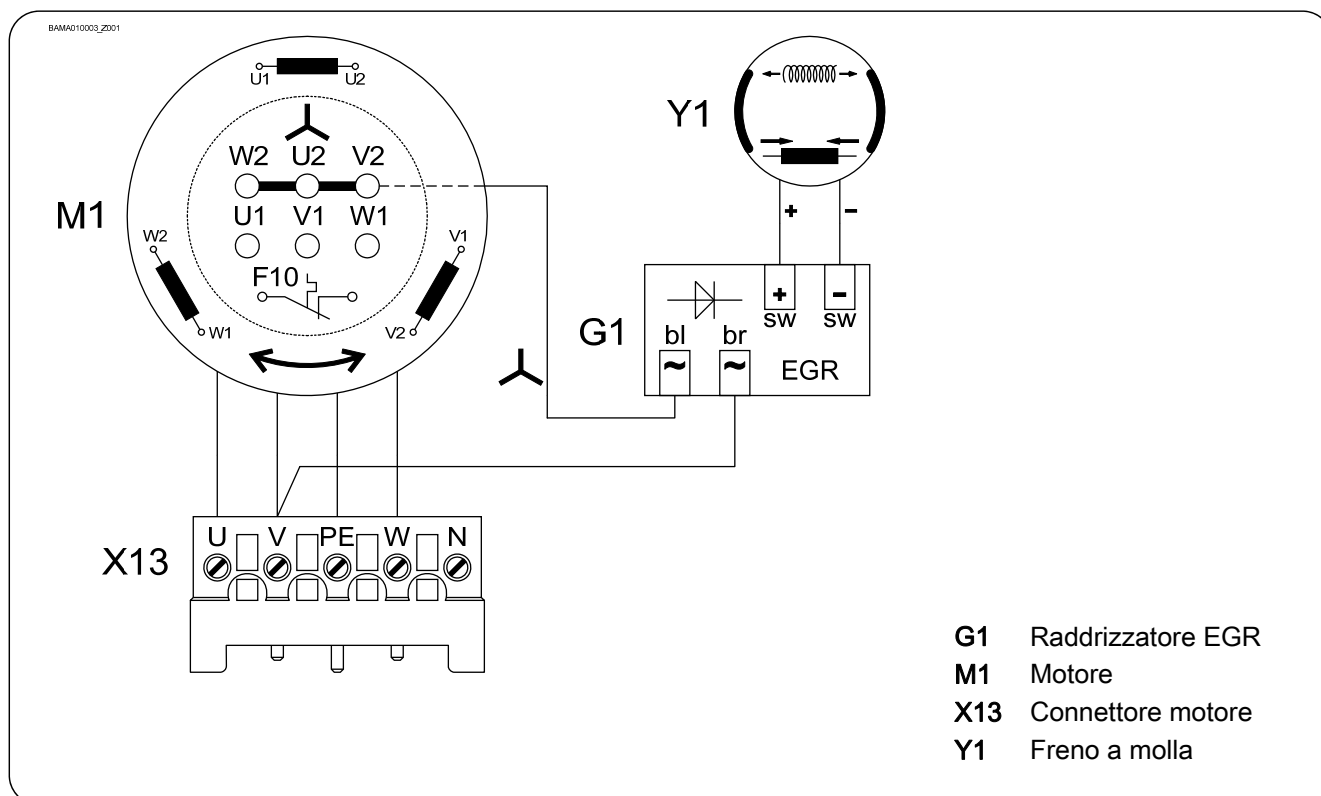 BAMA010003_Z001
U1 U2
W2 U2 V2
U1 V1 W1
M1
W2
W1
V1
V2
F10
Y1
+ -
+ -
sw sw
G1
bl br
~ ~
EGR
X13
U V PE W N
G1 Raddrizzatore EGR
M1 Motore
X13 Connettore motore
Y1 Freno a molla